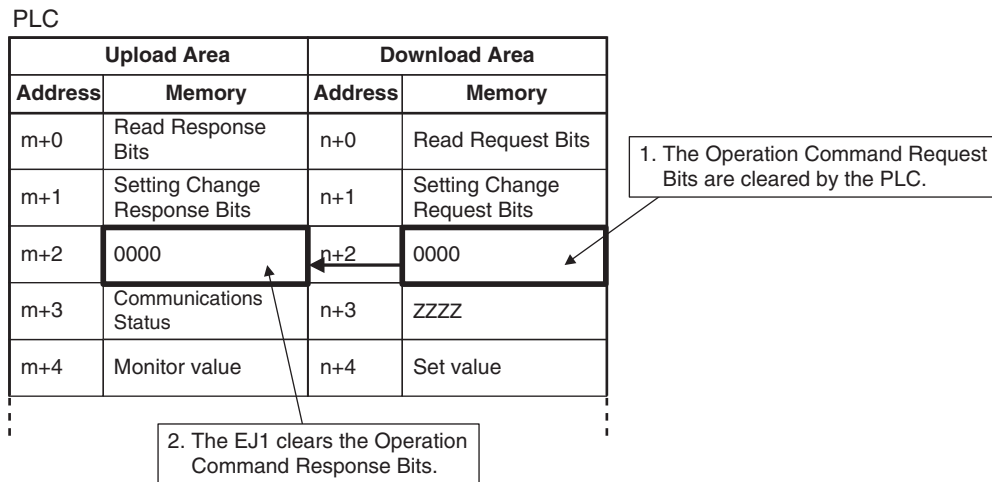 PLC
Upload Area Download Area
Address Memory Address Memory
m+0 Read Response Bits n+0 Read Request Bits
m+1 Setting Change Response Bits n+1 Setting Change Request Bits
m+2 0000 n+2 0000
m+3 Communications Status n+3 ZZZZ
m+4 Monitor value n+4 Set value
1. The Operation Command Request
Bits are cleared by the PLC.
2. The EJ1 clears the Operation
Command Response Bits.